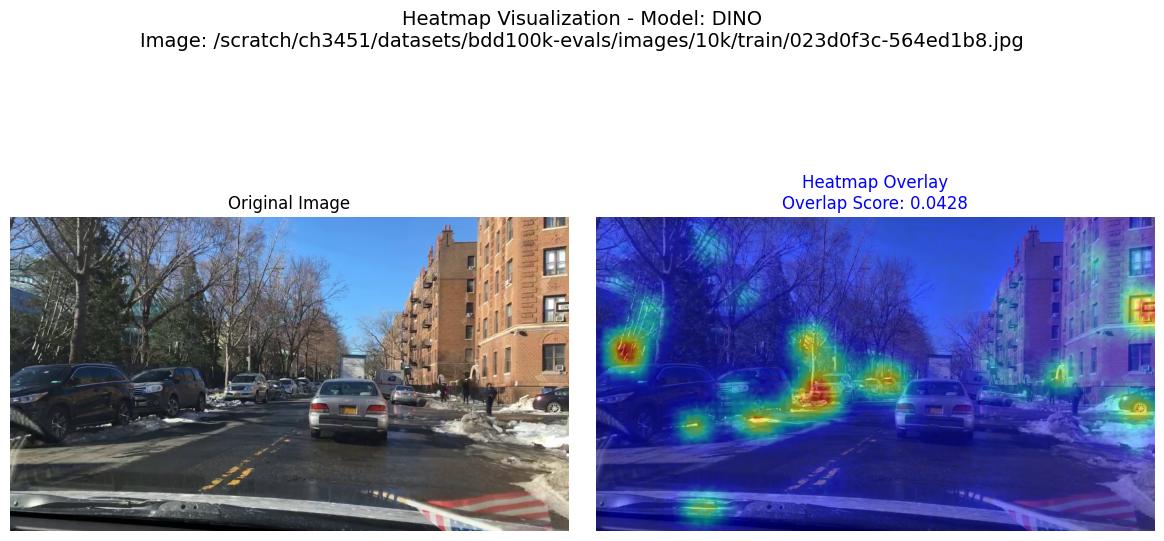 Heatmap Visualization - Model: DINO
Image: /scratch/ch3451/datasets/bdd100k-evals/images/10k/train/023d0f3c-564ed1b8.jpg
Original Image
Heatmap Overlay
Overlap Score: 0.0428